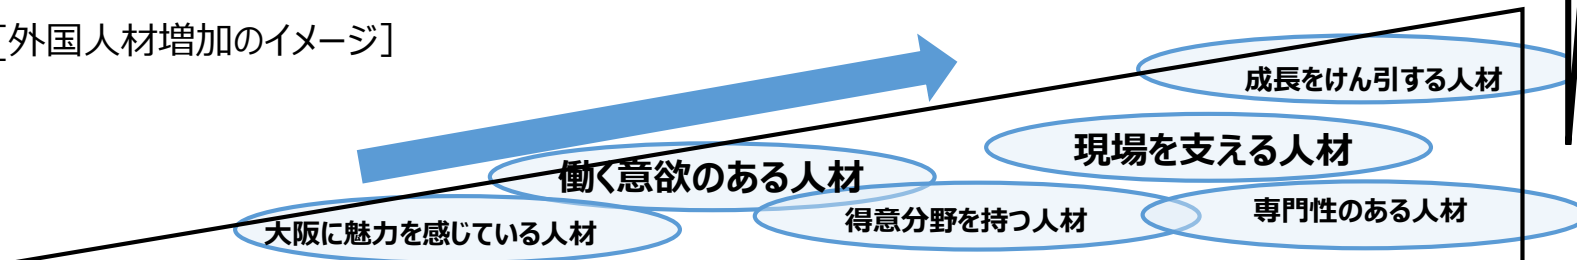 [外国人材増加のイメージ]
成長をけん引する人材
現場を支える人材
働く意欲のある人材
専門性のある人材
得意分野を持つ人材
大阪に魅力を感じている人材